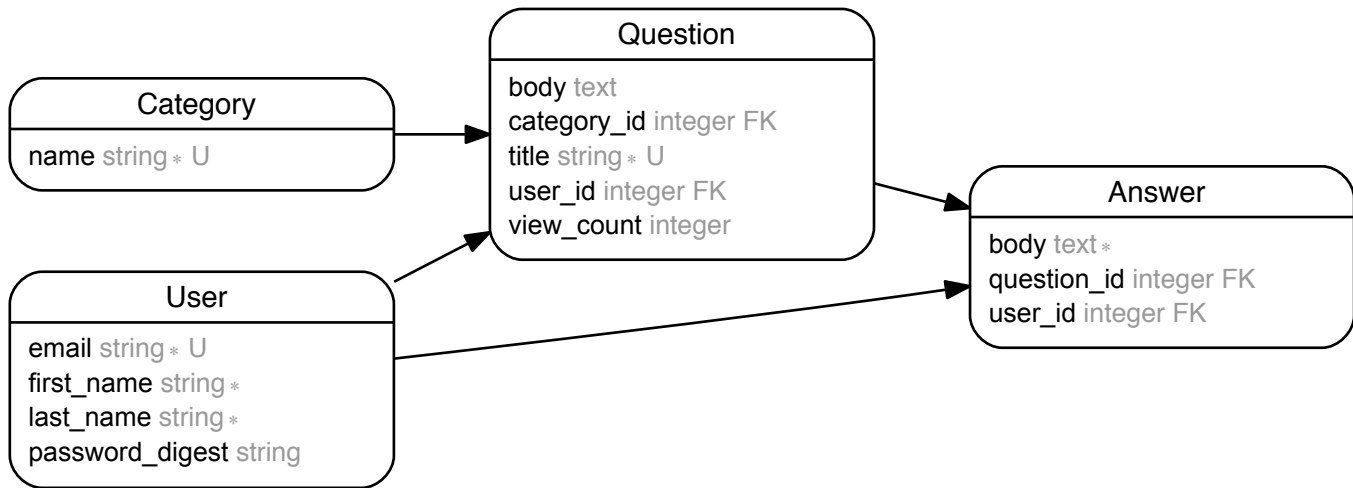 Category
name string* U
User
email string* U
first_name string*
last_name string*
password_digest string
Question
body text
category_id integer FK
title string* U
user_id integer FK
view_count integer
Answer
body text*
question_id integer FK
user_id integer FK